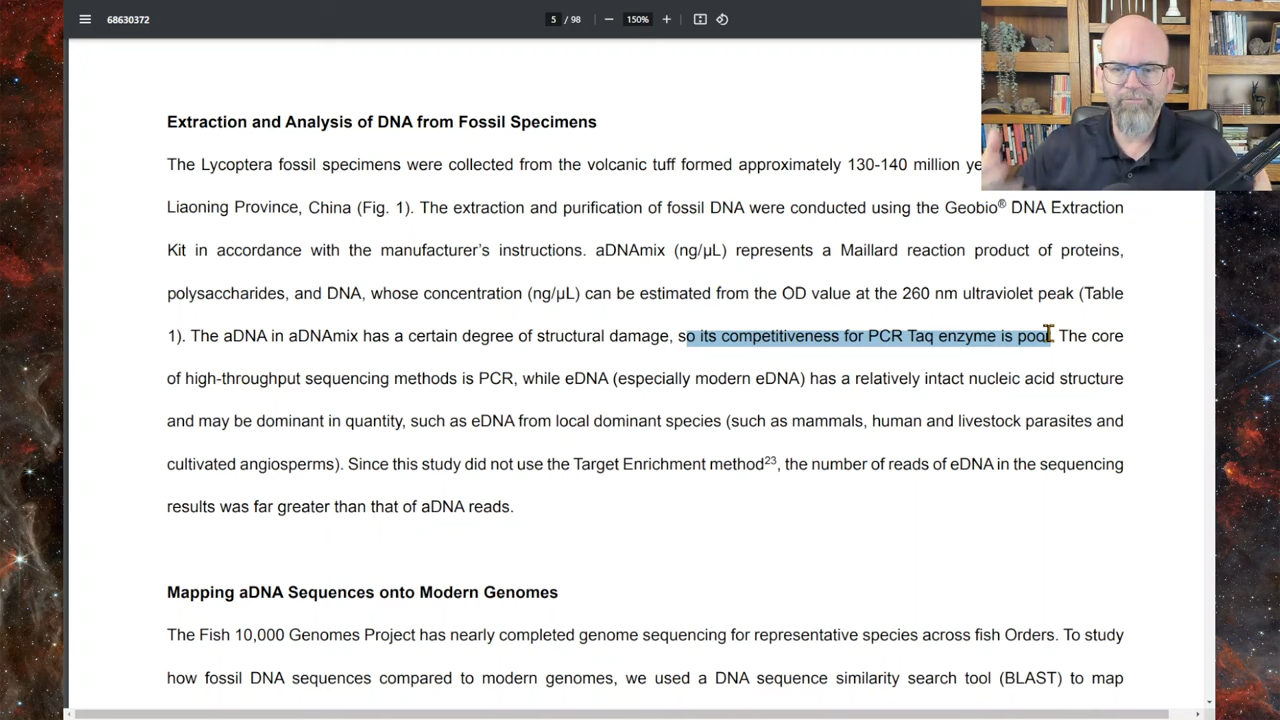 68630372
5 / 98
150%
Extraction and Analysis of DNA from Fossil Specimens
The Lycoptera fossil specimens were collected from the volcanic tuff formed approximately 130-140 million
Liaoning Province, China (Fig. 1). The extraction and purification of fossil DNA were conducted using the Geobio® DNA Extraction
Kit in accordance with the manufacturer's instructions. aDNAmix (ng/μL) represents a Maillard reaction product of proteins,
polysaccharides, and DNA, whose concentration (ng/μL) can be estimated from the OD value at the 260 nm ultraviolet peak (Table
1). The aDNA in aDNAmix has a certain degree of structural damage, so its competitiveness for PCR Taq enzyme is poor. The core
of high-throughput sequencing methods is PCR, while eDNA (especially modern eDNA) has a relatively intact nucleic acid structure
and may be dominant in quantity, such as eDNA from local dominant species (such as mammals, human and livestock parasites and
cultivated angiosperms). Since this study did not use the Target Enrichment method23, the number of reads of eDNA in the sequencing
results was far greater than that of aDNA reads.
Mapping aDNA Sequences onto Modern Genomes
The Fish 10,000 Genomes Project has nearly completed genome sequencing for representative species across fish Orders. To study
how fossil DNA sequences compared to modern genomes, we used a DNA sequence similarity search tool (BLAST) to map